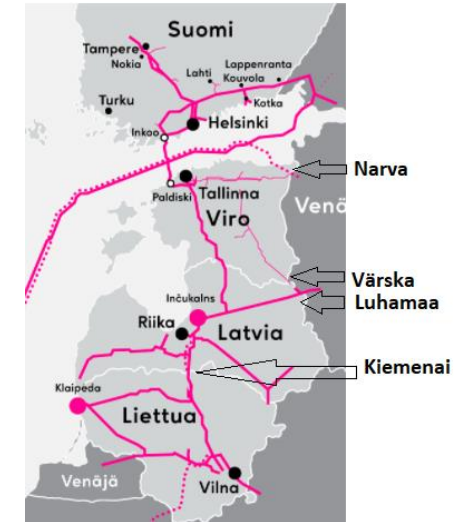 Suomi
Tampere
Nokia
Lahti
Lappenranta
Kouvola
Turku
Kotka
Helsinki
Inkoo
Narva
Tallinna
Paldiski
Viro
Venä
Värska
Luhamaa
Inčukalns
Riika
Latvia
Kiemenai
Klaipeda
Liettua
Venäjä
Vilna